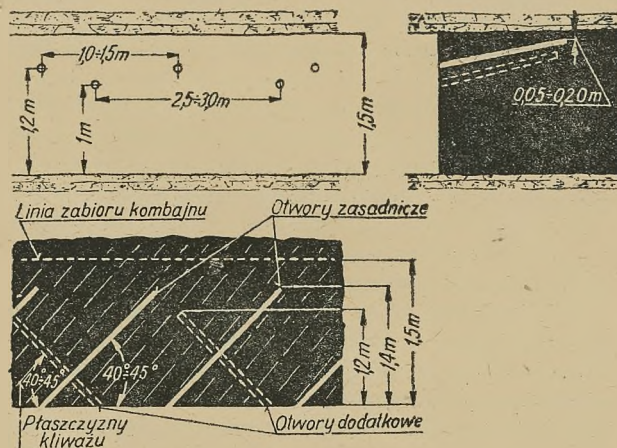 1,0÷1,5m
2,5÷3,0m
1,2m
1m
1,5m
0,05÷0,20m
Linia zabioru kombajnu
Otwory zasadnicze
40÷45°
40÷45°
1,2m
1,4m
1,5m
Płaszczyzny
kliważu
Otwory dodatkowe